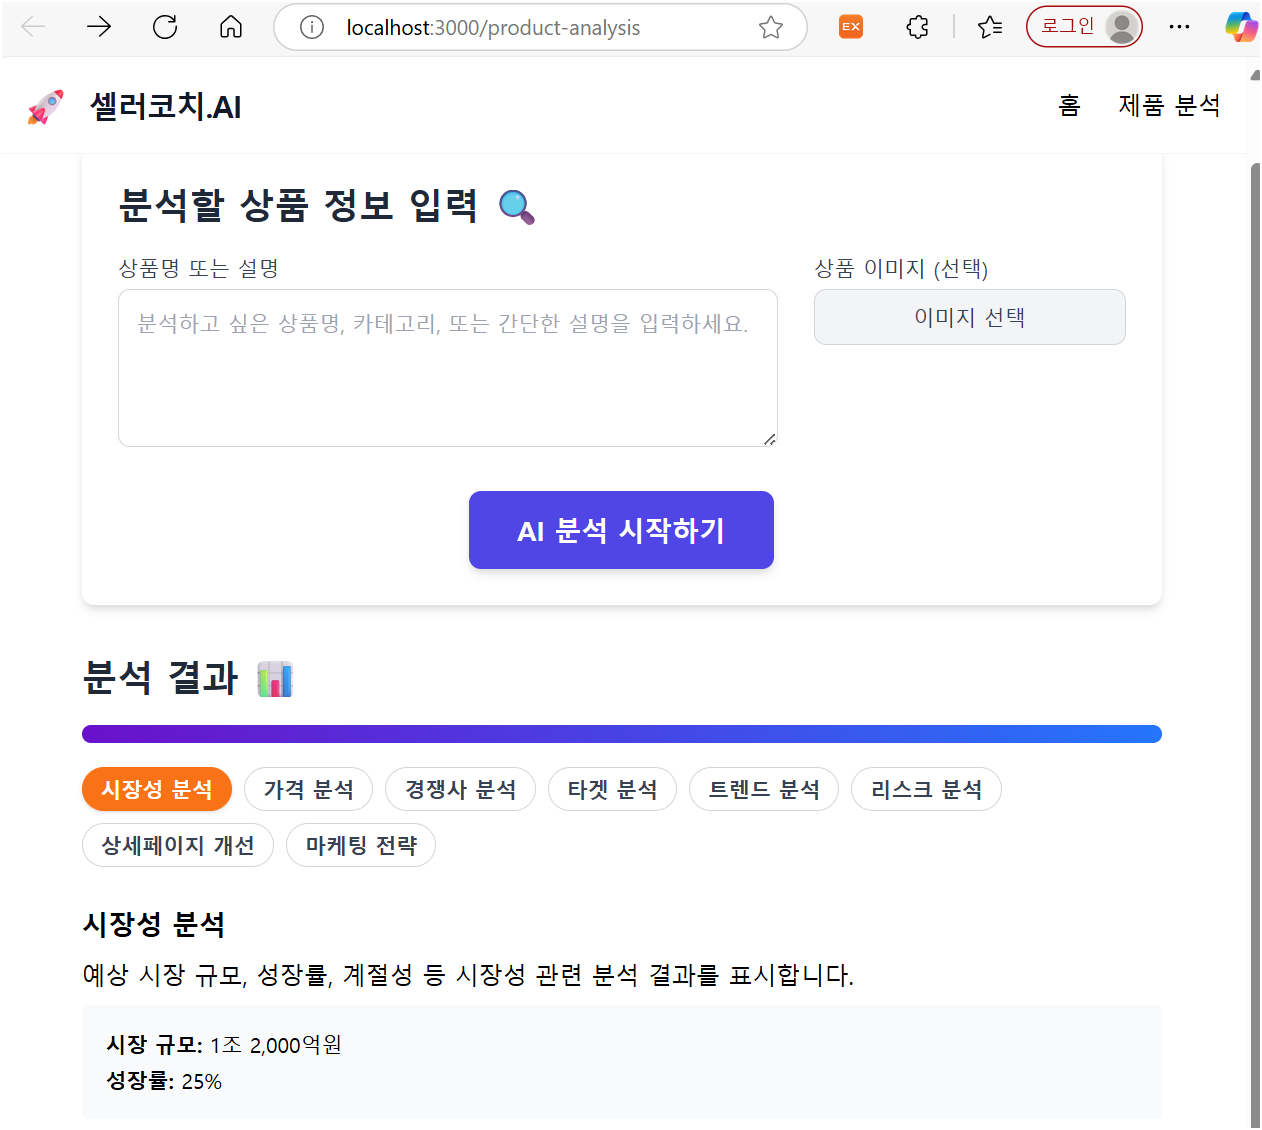 localhost:3000/product-analysis
EX
로그인
셀러코치.AI
홈
제품 분석
분석할 상품 정보 입력
상품명 또는 설명
상품 이미지 (선택)
분석하고 싶은 상품명, 카테고리, 또는 간단한 설명을 입력하세요.
이미지 선택
AI 분석 시작하기
분석 결과
시장성 분석
가격 분석
경쟁사 분석
타겟 분석
트렌드 분석
리스크 분석
상세페이지 개선
마케팅 전략
시장성 분석
예상 시장 규모, 성장률, 계절성 등 시장성 관련 분석 결과를 표시합니다.
시장 규모: 1조 2,000억원
성장률: 25%